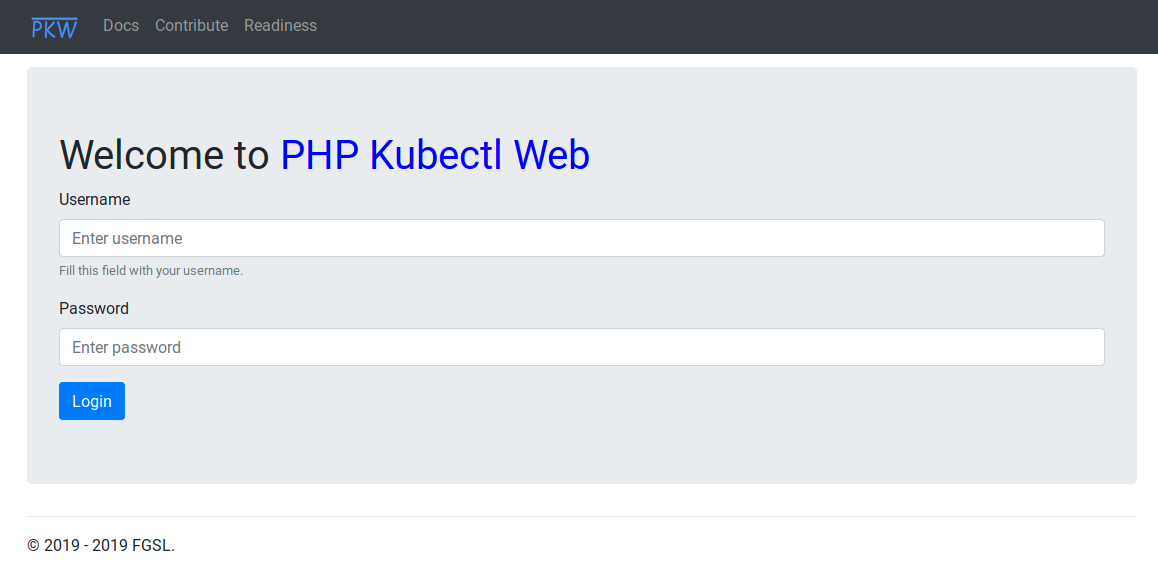 PKW Docs Contribute Readiness
Welcome to PHP Kubectl Web
Username
Enter username
Fill this field with your username.
Password
Enter password
Login
© 2019 - 2019 FGSL.